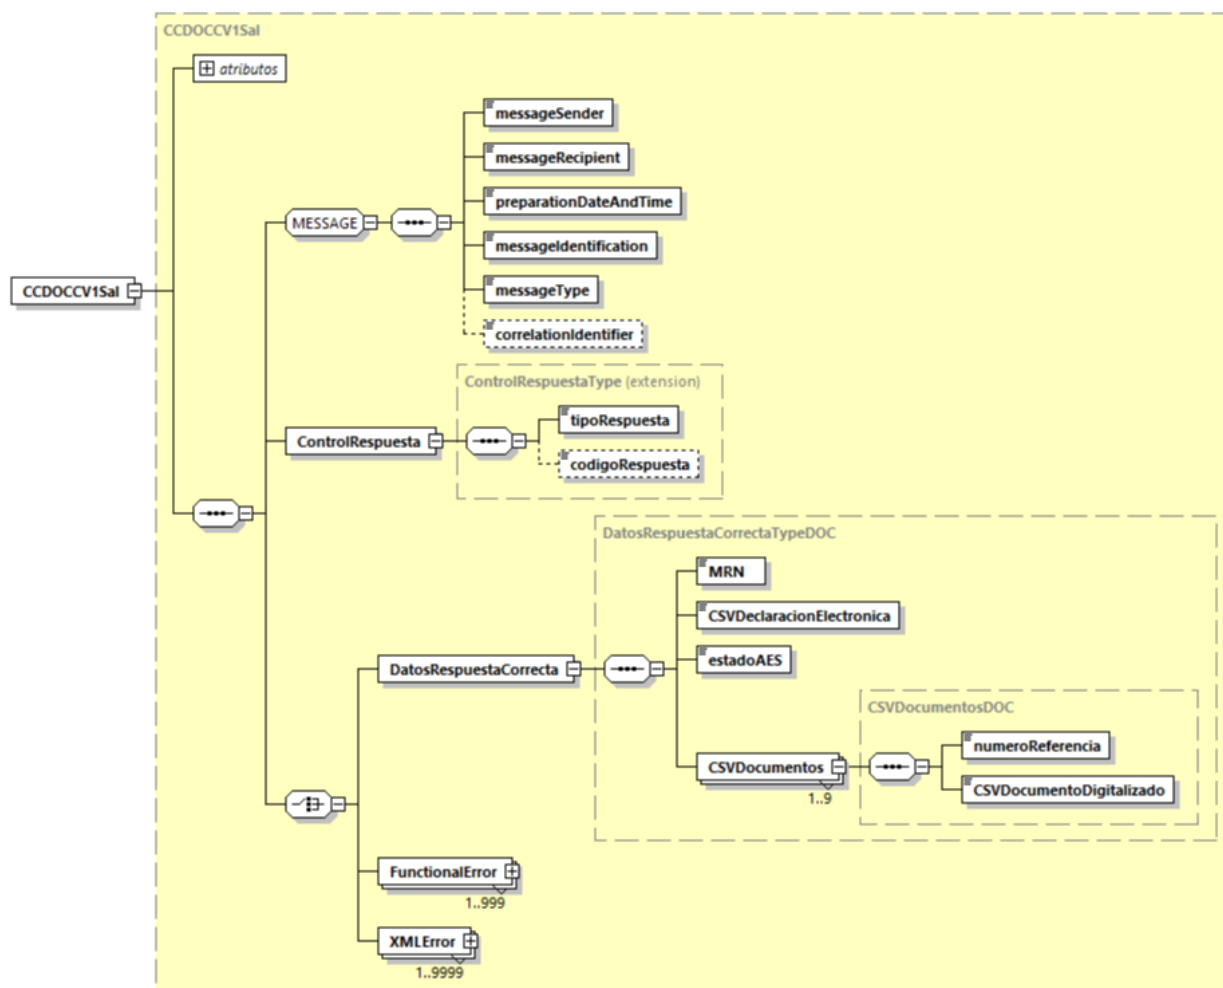 CCDOCCV1Sal
atributos
messageSender
messageRecipient
preparationDateAndTime
MESSAGE
messageIdentification
messageType
CCDOCCV1Sal
correlationIdentifier
ControlRespuestaType (extension)
tipoRespuesta
ControlRespuesta
codigoRespuesta
DatosRespuestaCorrectaTypeDOC
MRN
CSVDeclaracionElectronica
estadoAES
DatosRespuestaCorrecta
CSVDocumentosDOC
numeroReferencia
CSVDocumentos
CSVDocumentoDigitalizado
1..9
FunctionalError
1..999
XMLError
1..9999